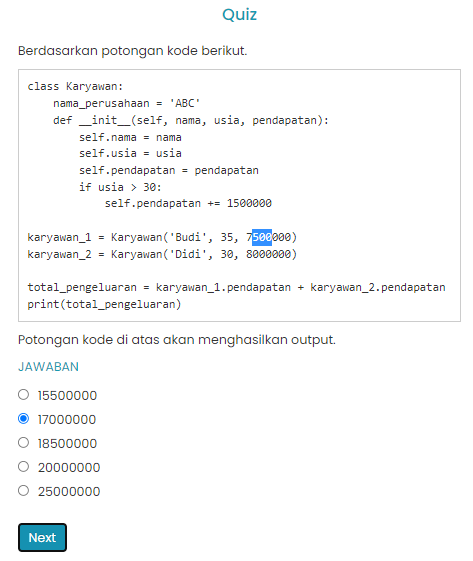 Quiz
Berdasarkan potongan kode berikut.
class Karyawan:
    nama_perusahaan = 'ABC'
    def __init__(self, nama, usia, pendapatan):
        self.nama = nama
        self.usia = usia
        self.pendapatan = pendapatan
        if usia > 30:
            self.pendapatan += 1500000
karyawan_1 = Karyawan('Budi', 35, 7500000)
karyawan_2 = Karyawan('Didi', 30, 8000000)
total_pengeluaran = karyawan_1.pendapatan + karyawan_2.pendapatan
print(total_pengeluaran)
Potongan kode di atas akan menghasilkan output.
JAWABAN
15500000
17000000
18500000
20000000
25000000
Next